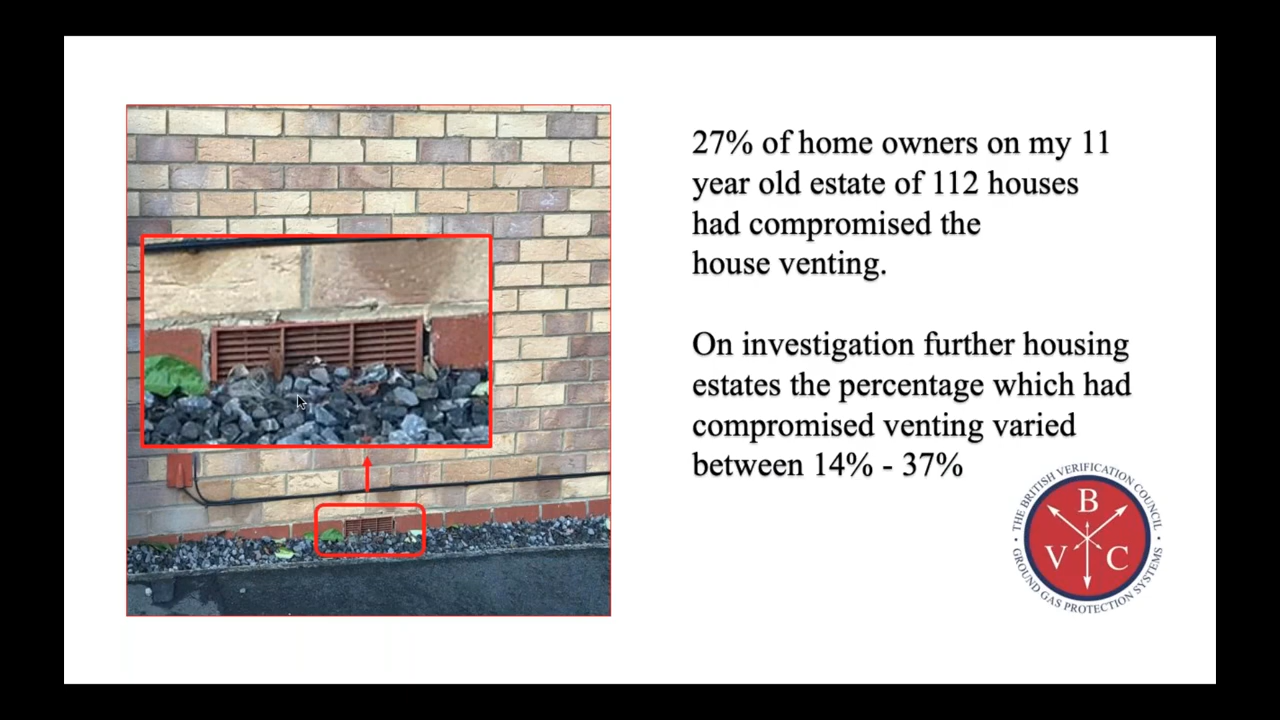 27% of home owners on my 11
year old estate of 112 houses
had compromised the
house venting.
On investigation further housing
estates the percentage which had
compromised venting varied
between 14% - 37%
THE BRITISH VERIFICATION COUNCIL
B
V C
GROUND GAS PROTECTION SYSTEMS